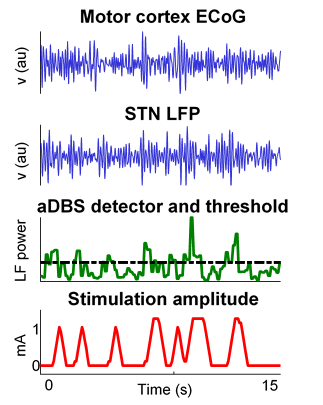 Motor cortex ECoG
v (au)
STN LFP
v (au)
aDBS detector and threshold
LF power
Stimulation amplitude
mA
1
0
0 15
Time (s)